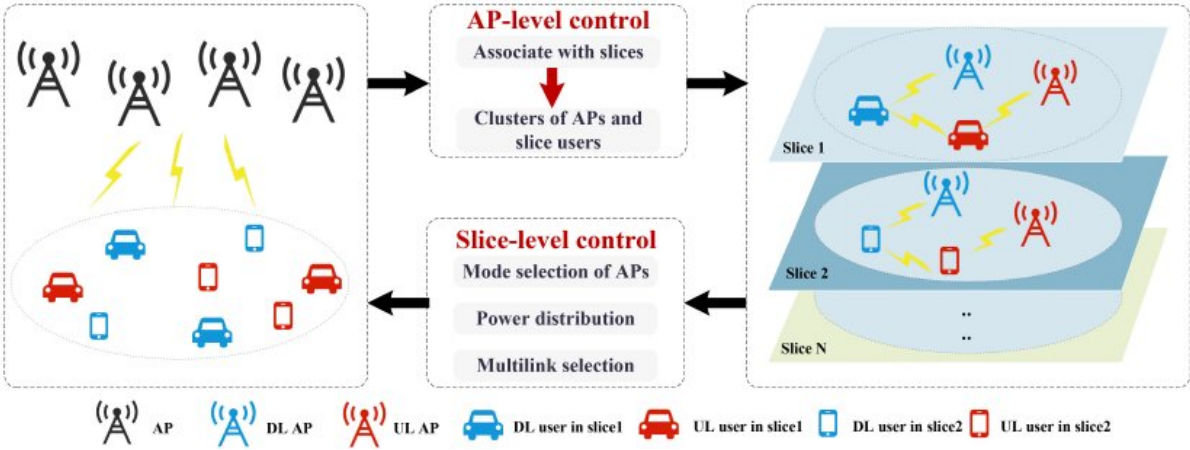 AP-level control
Associate with slices
Clusters of APs and
slice users
Slice 1
Slice 2
..
..
Slice N
Slice-level control
Mode selection of APs
Power distribution
Multilink selection
AP
DL AP
UL AP
DL user in slice1
UL user in slice1
DL user in slice2
UL user in slice2